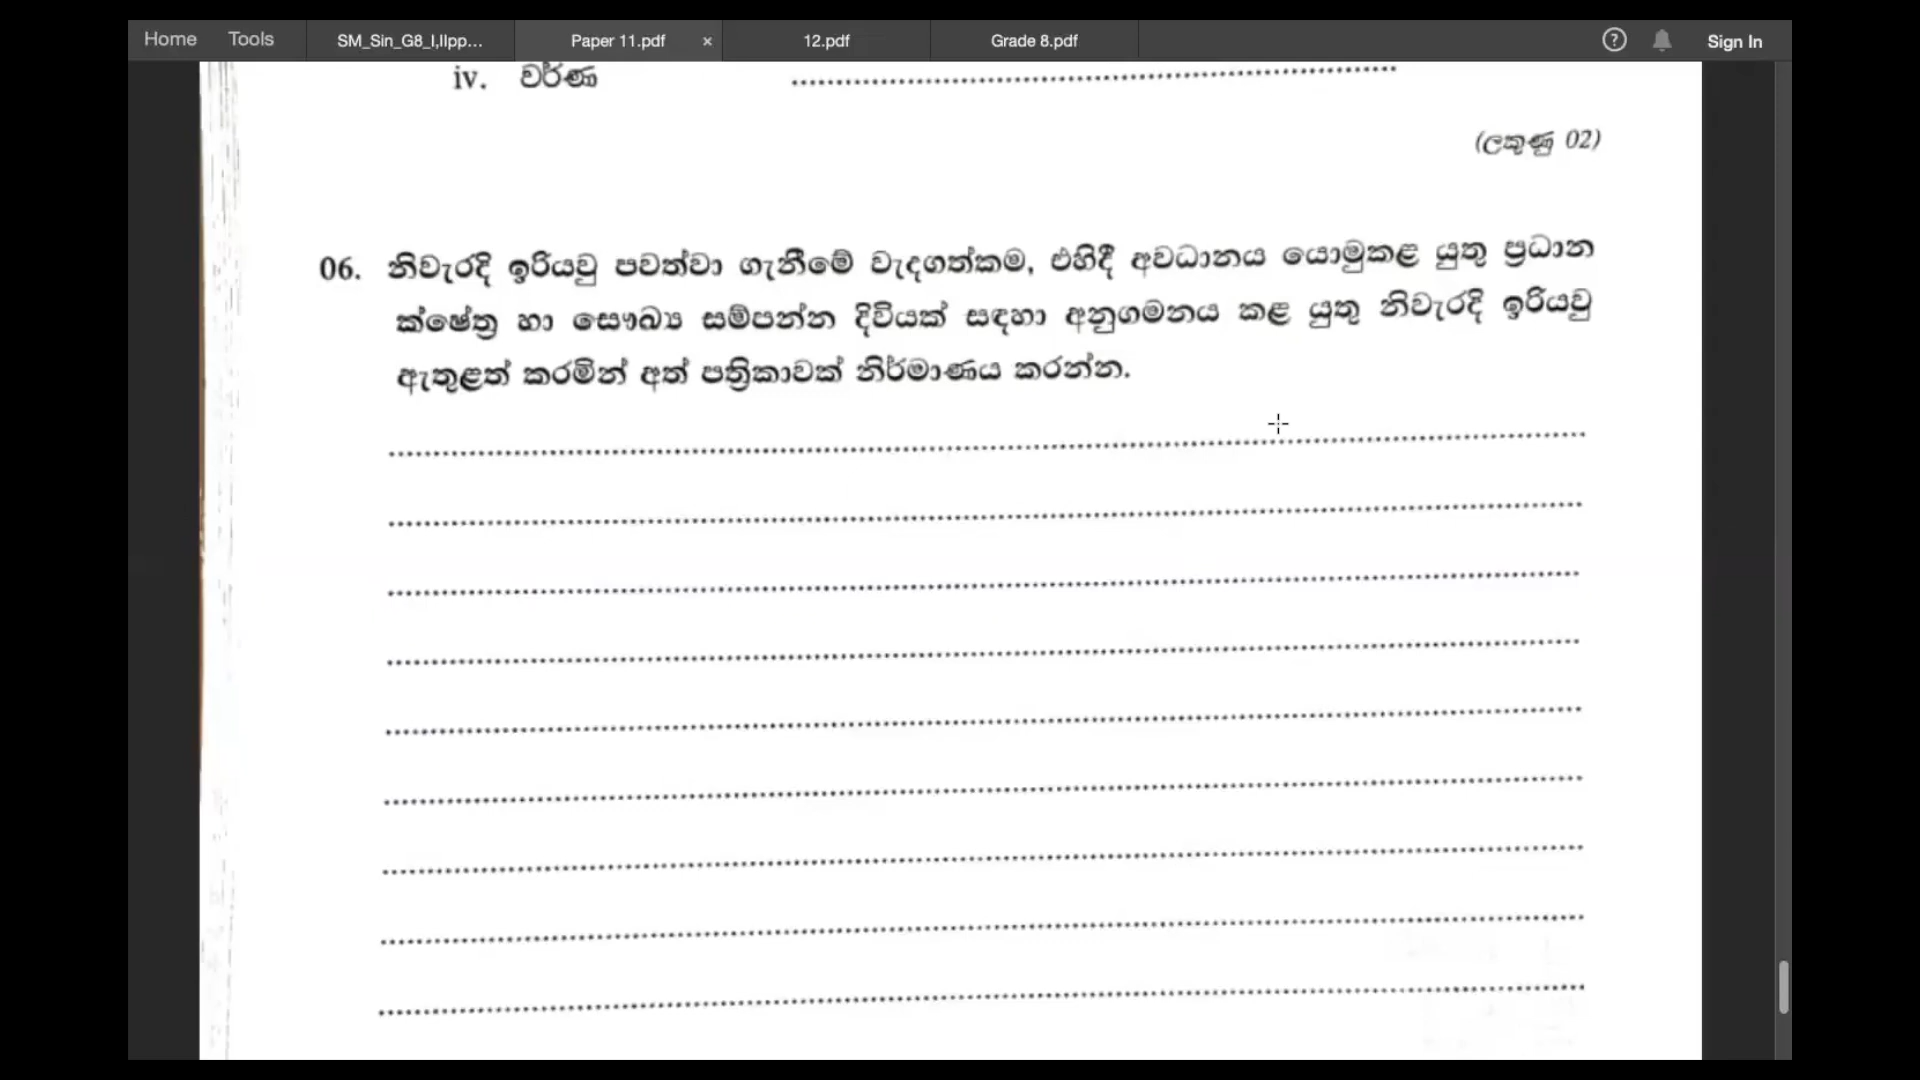 Home Tools SM_Sin_G8_I,IIpp... Paper 11.pdf × 12.pdf Grade 8.pdf ? Sign In
iv. වර්ණ ................................................
(ලකුණු 02)
06. නිවැරදි ඉරියවු පවත්වා ගැනීමේ වැදගත්කම, එහිදී අවධානය යොමුකළ යුතු ප්‍රධාන
ක්ෂේත්‍ර හා සෞඛ්‍ය සම්පන්න දිවියක් සඳහා අනුගමනය කළ යුතු නිවැරදි ඉරියවු
ඇතුළත් කරමින් අත් පත්‍රිකාවක් නිර්මාණය කරන්න.